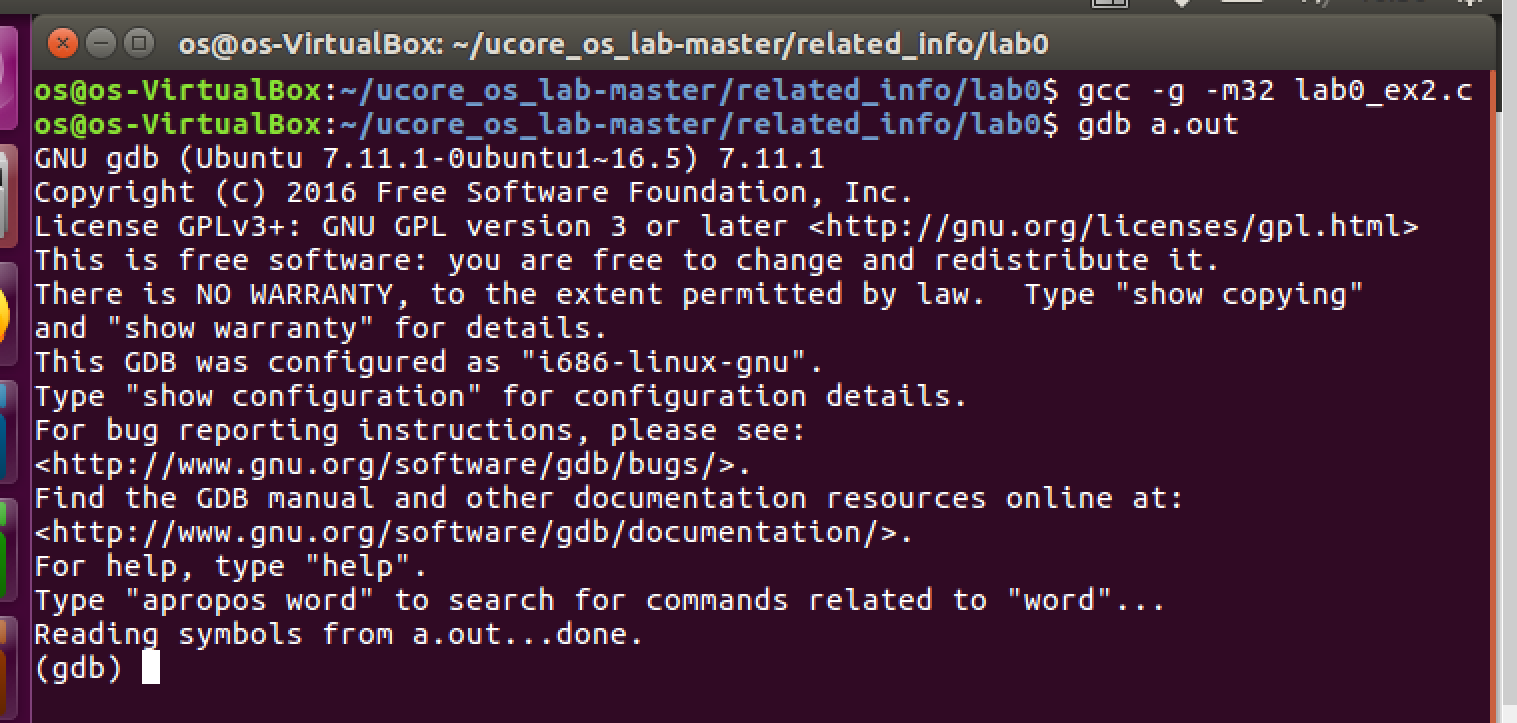 os@os-VirtualBox: ~/ucore_os_lab-master/related_info/lab0
os@os-VirtualBox:~/ucore_os_lab-master/related_info/lab0$ gcc -g -m32 lab0_ex2.c
os@os-VirtualBox:~/ucore_os_lab-master/related_info/lab0$ gdb a.out
GNU gdb (Ubuntu 7.11.1-0ubuntu1~16.5) 7.11.1
Copyright (C) 2016 Free Software Foundation, Inc.
License GPLv3+: GNU GPL version 3 or later <http://gnu.org/licenses/gpl.html>
This is free software: you are free to change and redistribute it.
There is NO WARRANTY, to the extent permitted by law.  Type "show copying"
and "show warranty" for details.
This GDB was configured as "i686-linux-gnu".
Type "show configuration" for configuration details.
For bug reporting instructions, please see:
<http://www.gnu.org/software/gdb/bugs/>.
Find the GDB manual and other documentation resources online at:
<http://www.gnu.org/software/gdb/documentation/>.
For help, type "help".
Type "apropos word" to search for commands related to "word"...
Reading symbols from a.out...done.
(gdb)